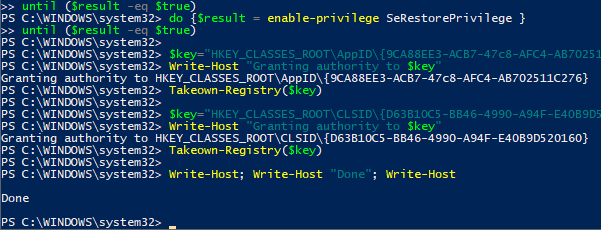 >> until ($result -eq $true)
PS C:\WINDOWS\system32> do {$result = enable-privilege SeRestorePrivilege }
>> until ($result -eq $true)
PS C:\WINDOWS\system32>
PS C:\WINDOWS\system32> $key="HKEY_CLASSES_ROOT\AppID\{9CA88EE3-ACB7-47c8-AFC4-AB702511
PS C:\WINDOWS\system32> Write-Host "Granting authority to $key"
Granting authority to HKEY_CLASSES_ROOT\AppID\{9CA88EE3-ACB7-47c8-AFC4-AB702511C276}
PS C:\WINDOWS\system32> Takeown-Registry($key)
PS C:\WINDOWS\system32>
PS C:\WINDOWS\system32> $key="HKEY_CLASSES_ROOT\CLSID\{D63B10C5-BB46-4990-A94F-E40B9D5
PS C:\WINDOWS\system32> Write-Host "Granting authority to $key"
Granting authority to HKEY_CLASSES_ROOT\CLSID\{D63B10C5-BB46-4990-A94F-E40B9D520160}
PS C:\WINDOWS\system32> Takeown-Registry($key)
PS C:\WINDOWS\system32>
PS C:\WINDOWS\system32> Write-Host; Write-Host "Done"; Write-Host
Done
PS C:\WINDOWS\system32> _